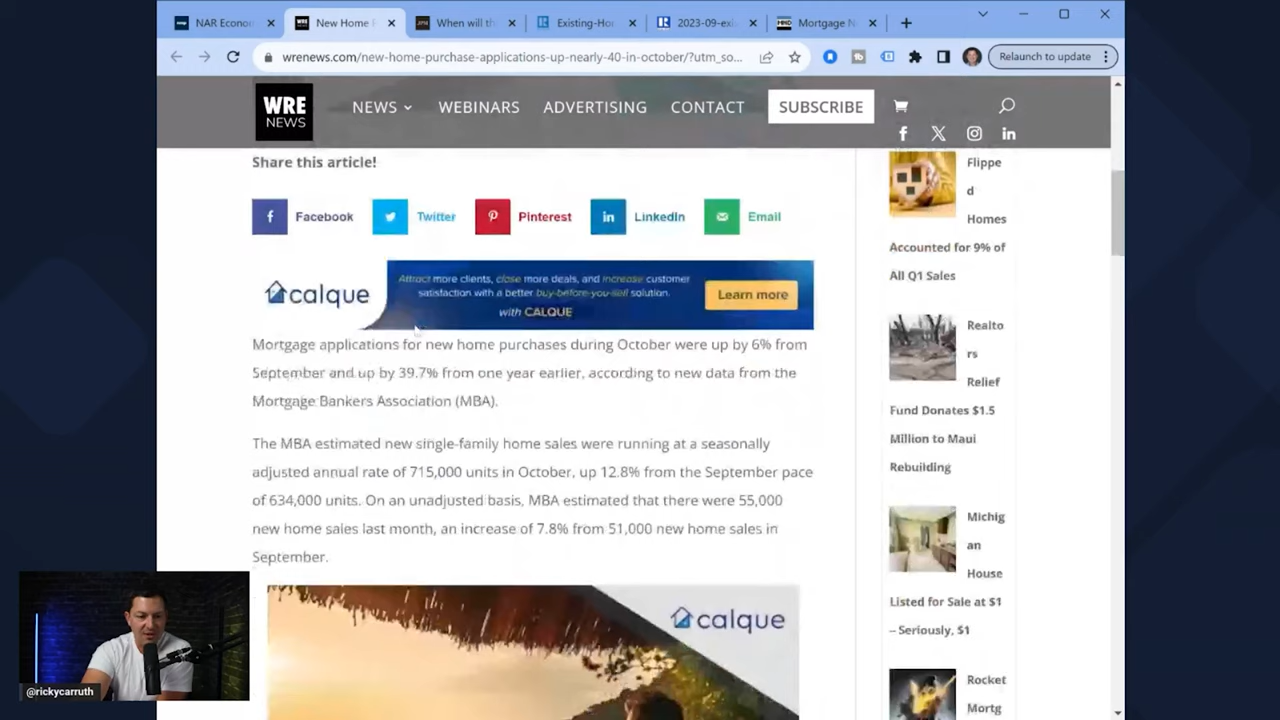 NAR Econo
New Home
When will th
Existing-Ho
2023-09-exi
Mortgage N
wrenews.com/new-home-purchase-applications-up-nearly-40-in-october/?utm_so...
Relaunch to update
WRE
NEWS
NEWS
WEBINARS
ADVERTISING
CONTACT
SUBSCRIBE
Share this article!
Facebook
Twitter
Pinterest
LinkedIn
Email
calque
Attract more clients, close more deals, and increase customer
satisfaction with a better buy-before-you-sell solution.
with CALQUE
Learn more
Mortgage applications for new home purchases during October were up by 6% from
September and up by 39.7% from one year earlier, according to new data from the
Mortgage Bankers Association (MBA).
The MBA estimated new single-family home sales were running at a seasonally
adjusted annual rate of 715,000 units in October, up 12.8% from the September pace
of 634,000 units. On an unadjusted basis, MBA estimated that there were 55,000
new home sales last month, an increase of 7.8% from 51,000 new home sales in
September.
calque
Flippe
d
Homes
Accounted for 9% of
All Q1 Sales
Realto
rs
Relief
Fund Donates $1.5
Million to Maui
Rebuilding
Michig
an
House
Listed for Sale at $1
– Seriously, $1
Rocket
Mortg
@rickycarruth